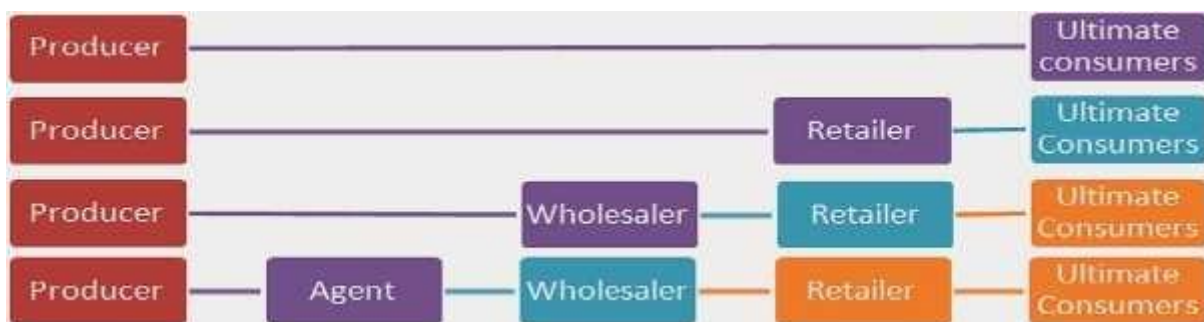 Producer
Ultimate
consumers
Producer
Retailer
Ultimate
Consumers
Producer
Wholesaler
Retailer
Ultimate
Consumers
Producer
Agent
Wholesaler
Retailer
Ultimate
Consumers